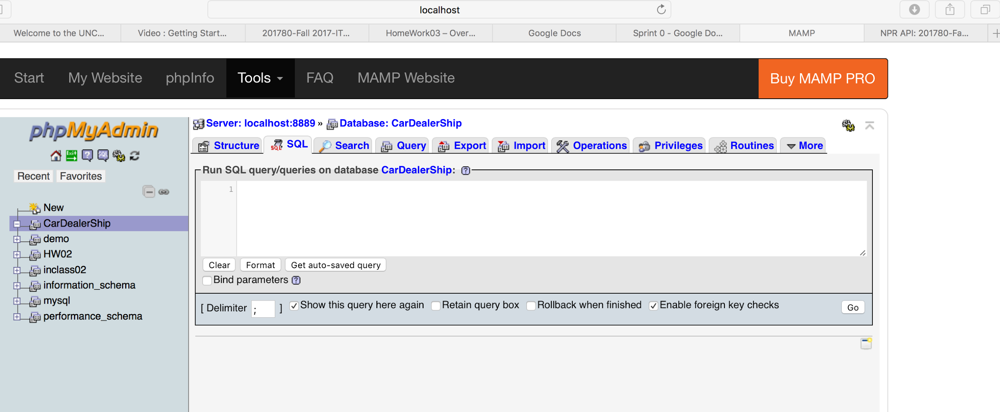 localhost
Welcome to the UNC...
Video : Getting Start...
201780-Fall 2017-IT...
HomeWork03 – Over...
Google Docs
Sprint 0 - Google Do...
MAMP
NPR API: 201780-Fa...
Start
My Website
phpInfo
Tools
FAQ
MAMP Website
Buy MAMP PRO
phpMyAdmin
Exit
SQL
Recent
Favorites
New
CarDealerShip
demo
HW02
inclass02
information_schema
mysql
performance_schema
Server: localhost:8889 » Database: CarDealerShip
Structure
SQL
SQL
Search
Query
Export
Import
Operations
Privileges
Routines
More
Run SQL query/queries on database CarDealerShip:
1
Clear
Format
Get auto-saved query
Bind parameters
[ Delimiter ; ]
Show this query here again
Retain query box
Rollback when finished
Enable foreign key checks
Go